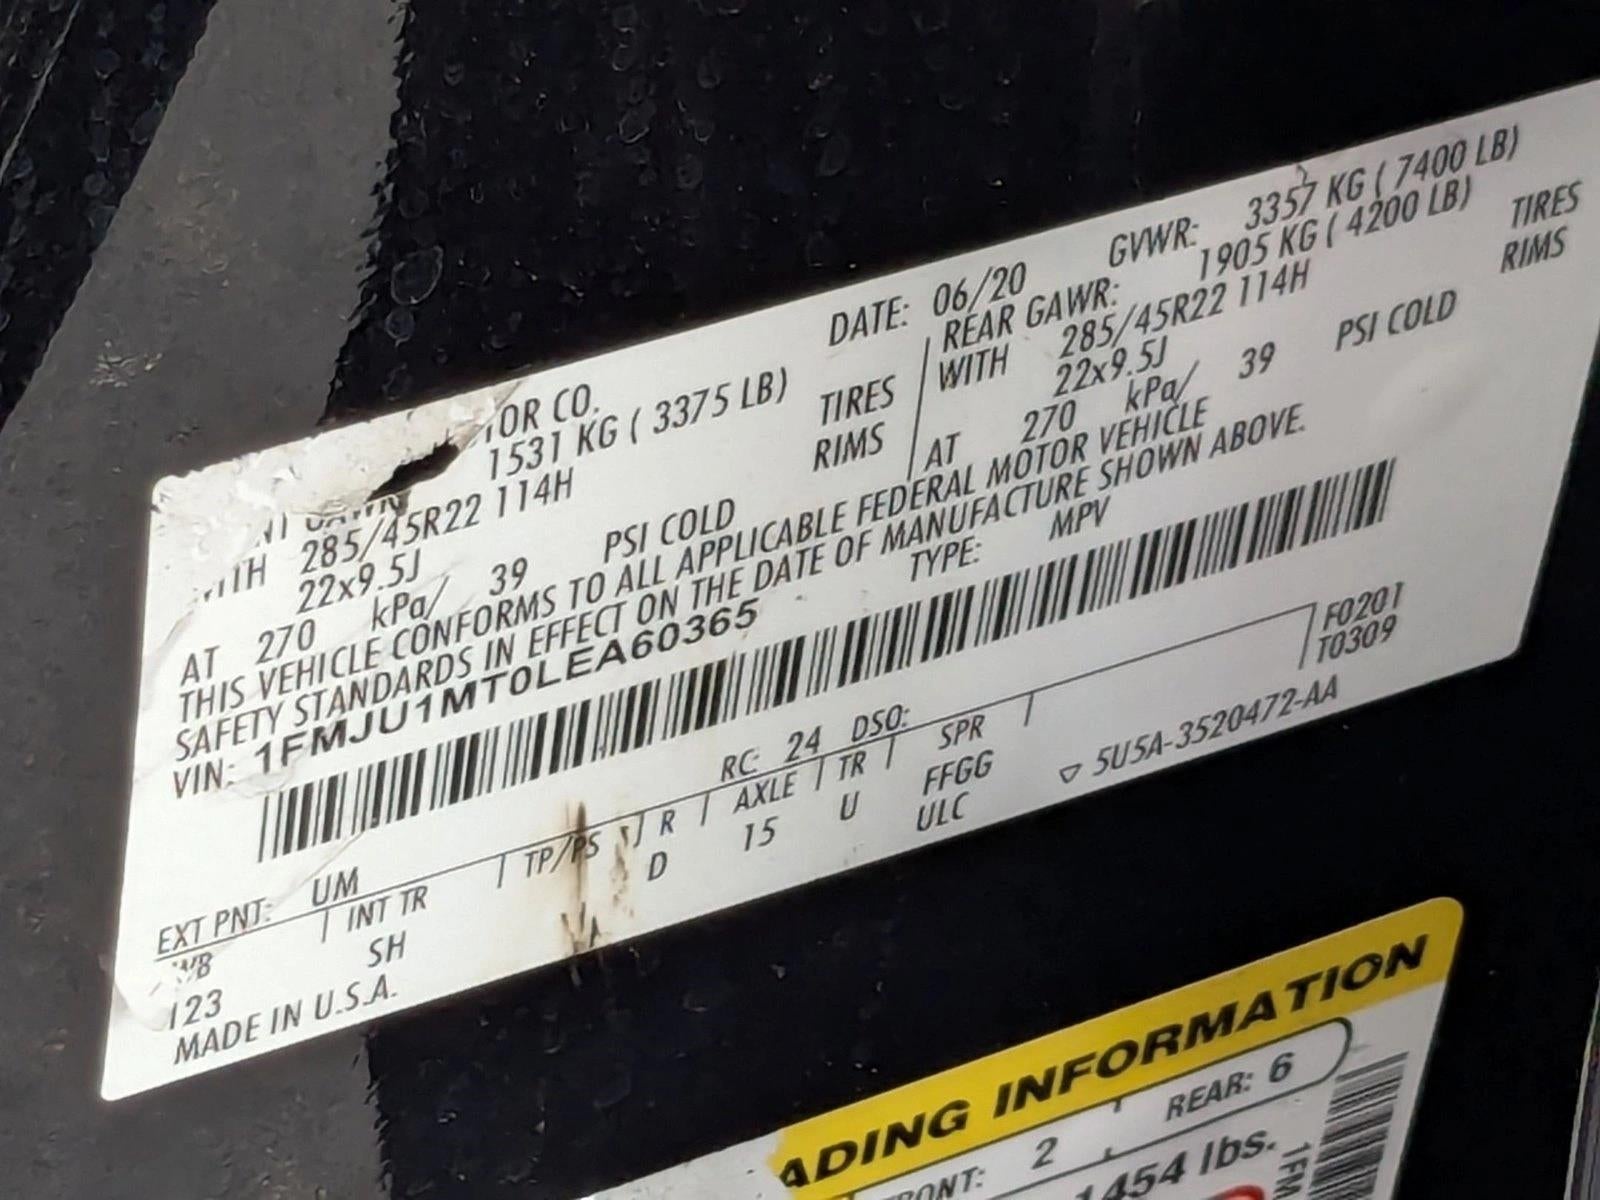 TOR CO. DATE: 06/20 GVWR: 3357 KG ( 7400 LB)
1531 KG ( 3375 LB) REAR GAWR: 1905 KG ( 4200 LB)
285/45R22 114H TIRES WITH 285/45R22 114H TIRES
22x9.5J RIMS 22x9.5J RIMS
AT 270 kPa/ 39 PSI COLD AT 270 kPa/ 39 PSI COLD
THIS VEHICLE CONFORMS TO ALL APPLICABLE FEDERAL MOTOR VEHICLE
SAFETY STANDARDS IN EFFECT ON THE DATE OF MANUFACTURE SHOWN ABOVE.
VIN: 1FMJU1MT0LEA60365 TYPE: MPV
F0201
T0309
EXT PNT: UM RC: 24 DSO:
WB INT TR TP/PS R AXLE TR SPR
123 SH D 15 U FFGG
ULC
MADE IN U.S.A. ▽ 5U5A-3520472-AA
ADING INFORMATION
RONT: 2 REAR: 6
1454 lbs.
1FM